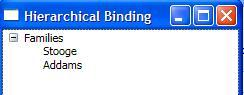 Hierarchical Binding
Families
Stooge
Addams